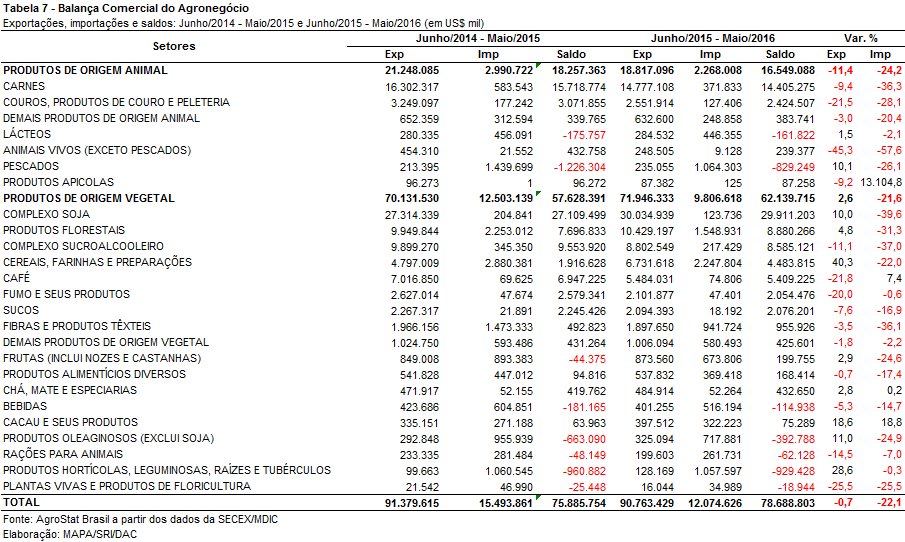 Tabela 7 - Balança Comercial do Agronegócio
Exportações, importações e saldos: Junho/2014 - Maio/2015 e Junho/2015 - Maio/2016 (em US$ mil)
Setores Junho/2014 - Maio/2015 Junho/2015 - Maio/2016 Var. %
Exp Imp Saldo Exp Imp Saldo Exp Imp
PRODUTOS DE ORIGEM ANIMAL 21.248.085 2.990.722 18.257.363 18.817.096 2.268.008 16.549.088 -11,4 -24,2
CARNES 16.302.317 583.543 15.718.774 14.777.108 371.833 14.405.275 -9,4 -36,3
COUROS, PRODUTOS DE COURO E PELETERIA 3.249.097 177.242 3.071.855 2.551.914 127.406 2.424.507 -21,5 -28,1
DEMAIS PRODUTOS DE ORIGEM ANIMAL 652.359 312.594 339.765 632.600 248.858 383.741 -3,0 -20,4
LÁCTEOS 280.335 456.091 -175.757 284.532 446.355 -161.822 1,5 -2,1
ANIMAIS VIVOS (EXCETO PESCADOS) 454.310 21.552 432.758 248.505 9.128 239.377 -45,3 -57,6
PESCADOS 213.395 1.439.699 -1.226.304 235.055 1.064.303 -829.249 10,1 -26,1
PRODUTOS APICOLAS 96.273 1 96.272 87.382 125 87.258 -9,2 13.104,8
PRODUTOS DE ORIGEM VEGETAL 70.131.530 12.503.139 57.628.391 71.946.333 9.806.618 62.139.715 2,6 -21,6
COMPLEXO SOJA 27.314.339 204.841 27.109.499 30.034.939 123.736 29.911.203 10,0 -39,6
PRODUTOS FLORESTAIS 9.949.844 2.253.012 7.696.833 10.429.197 1.548.931 8.880.266 4,8 -31,3
COMPLEXO SUCROALCOOLEIRO 9.899.270 345.350 9.553.920 8.802.549 217.429 8.585.121 -11,1 -37,0
CEREAIS, FARINHAS E PREPARAÇÕES 4.797.009 2.880.381 1.916.628 6.731.618 2.247.804 4.483.815 40,3 -22,0
CAFÉ 7.016.850 69.625 6.947.225 5.484.031 74.806 5.409.225 -21,8 7,4
FUMO E SEUS PRODUTOS 2.627.014 47.674 2.579.341 2.101.877 47.401 2.054.476 -20,0 -0,6
SUCOS 2.267.317 21.891 2.245.426 2.094.393 18.192 2.076.201 -7,6 -16,9
FIBRAS E PRODUTOS TÊXTEIS 1.966.156 1.473.333 492.823 1.897.650 941.724 955.926 -3,5 -36,1
DEMAIS PRODUTOS DE ORIGEM VEGETAL 1.024.750 593.486 431.264 1.006.094 580.493 425.601 -1,8 -2,2
FRUTAS (INCLUI NOZES E CASTANHAS) 849.008 893.383 -44.375 873.560 673.806 199.755 2,9 -24,6
PRODUTOS ALIMENTÍCIOS DIVERSOS 541.828 447.012 94.816 537.832 369.418 168.414 -0,7 -17,4
CHÁ, MATE E ESPECIARIAS 471.917 52.155 419.762 484.914 52.264 432.650 2,8 0,2
BEBIDAS 423.686 604.851 -181.165 401.255 516.194 -114.938 -5,3 -14,7
CACAU E SEUS PRODUTOS 335.151 271.188 63.963 397.512 322.223 75.289 18,6 18,8
PRODUTOS OLEAGINOSOS (EXCLUI SOJA) 292.848 955.939 -663.090 325.094 717.881 -392.788 11,0 -24,9
RAÇÕES PARA ANIMAIS 233.335 281.484 -48.149 199.603 261.731 -62.128 -14,5 -7,0
PRODUTOS HORTÍCOLAS, LEGUMINOSAS, RAÍZES E TUBÉRCULOS 99.663 1.060.545 -960.882 128.169 1.057.597 -929.428 28,6 -0,3
PLANTAS VIVAS E PRODUTOS DE FLORICULTURA 21.542 46.990 -25.448 16.044 34.989 -18.944 -25,5 -25,5
TOTAL 91.379.615 15.493.861 75.885.754 90.763.429 12.074.626 78.688.803 -0,7 -22,1
Fonte: AgroStat Brasil a partir dos dados da SECEX/MDIC
Elaboração: MAPA/SRI/DAC